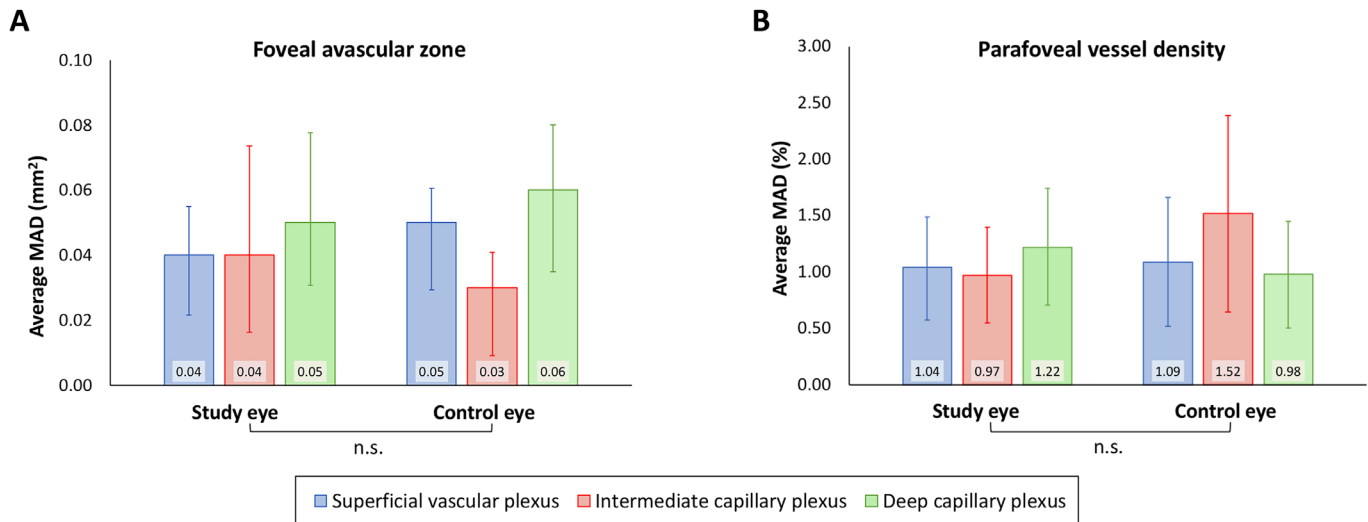 A
Foveal avascular zone
0.10
0.08
0.06
0.04
0.02
0.00
Average MAD (mm²)
0.04
0.04
0.05
0.05
0.03
0.06
Study eye
Control eye
n.s.
B
Parafoveal vessel density
3.00
2.50
2.00
1.50
1.00
0.50
0.00
Average MAD (%)
1.04
0.97
1.22
1.09
1.52
0.98
Study eye
Control eye
n.s.
Superficial vascular plexus
Intermediate capillary plexus
Deep capillary plexus